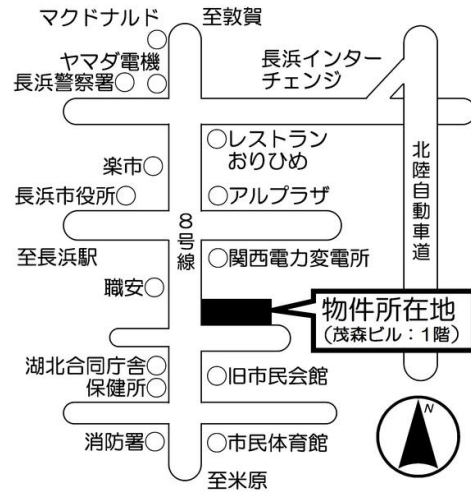 マクドナルド
至敦賀
ヤマダ電機
長浜警察署
長浜インター
チェンジ
レストラン
おりひめ
楽市
長浜市役所
アルプラザ
8号線
北陸自動車道
至長浜駅
関西電力変電所
職安
物件所在地
(茂森ビル:1階)
湖北合同庁舎
保健所
旧市民会館
消防署
市民体育館
至米原
N